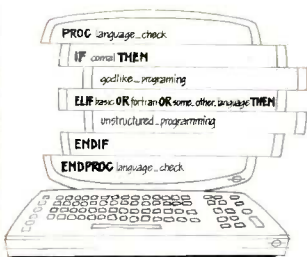 PROC language_check
IF comal THEN
godlike_programing
ELIF basic OR fortran OR some_other_language THEN
unstructured_programming
ENDIF
ENDPROC language_check